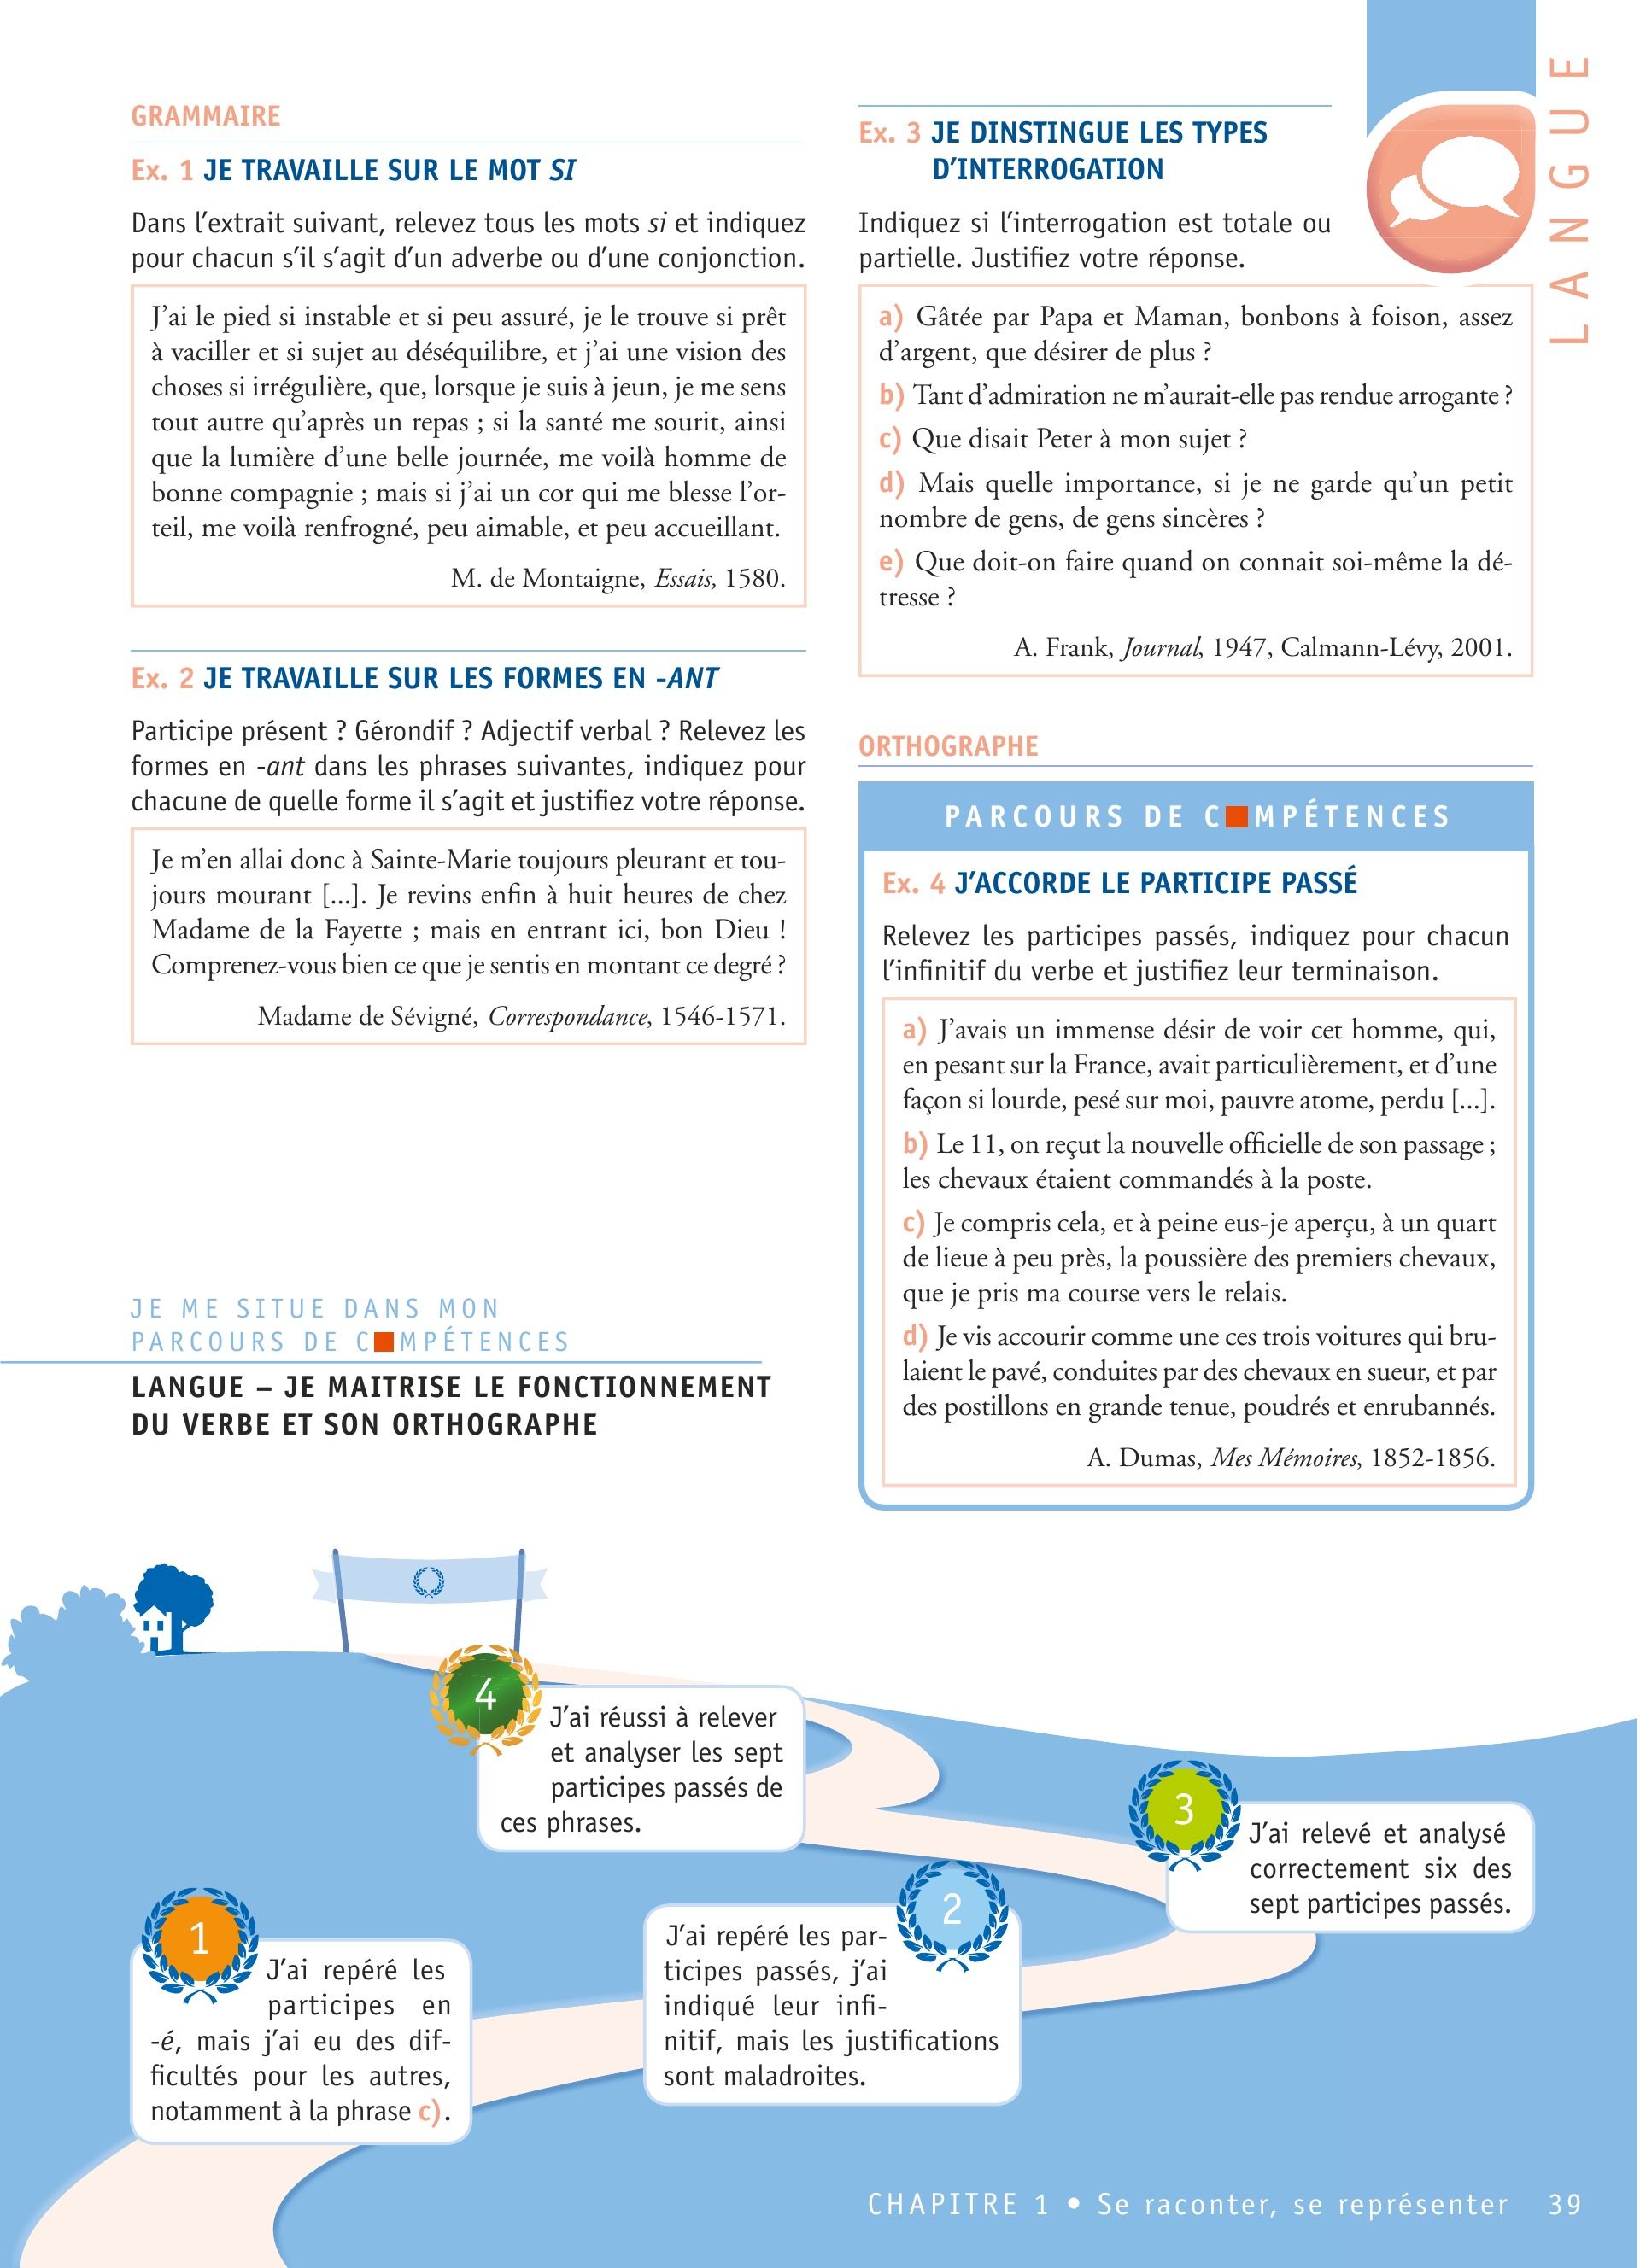 GRAMMAIRE
Ex. 1 JE TRAVAILLE SUR LE MOT SI
Dans l’extrait suivant, relevez tous les mots si et indiquez
pour chacun s’il s’agit d’un adverbe ou d’une conjonction.
J’ai le pied si instable et si peu assuré, je le trouve si prêt
à vaciller et si sujet au déséquilibre, et j’ai une vision des
choses si irrégulière, que, lorsque je suis à jeun, je me sens
tout autre qu’après un repas ; si la santé me sourit, ainsi
que la lumière d’une belle journée, me voilà homme de
bonne compagnie ; mais si j’ai un cor qui me blesse l’or-
teil, me voilà renfrogné, peu aimable, et peu accueillant.
M. de Montaigne, Essais, 1580.
Ex. 2 JE TRAVAILLE SUR LES FORMES EN -ANT
Participe présent ? Gérondif ? Adjectif verbal ? Relevez les
formes en -ant dans les phrases suivantes, indiquez pour
chacune de quelle forme il s’agit et justifiez votre réponse.
Je m’en allai donc à Sainte-Marie toujours pleurant et tou-
jours mourant [...]. Je revins enfin à huit heures de chez
Madame de la Fayette ; mais en entrant ici, bon Dieu !
Comprenez-vous bien ce que je sentis en montant ce degré ?
Madame de Sévigné, Correspondance, 1546-1571.
Ex. 3 JE DINSTINGUE LES TYPES
D’INTERROGATION
Indiquez si l’interrogation est totale ou
partielle. Justifiez votre réponse.
a) Gâtée par Papa et Maman, bonbons à foison, assez
d’argent, que désirer de plus ?
b) Tant d’admiration ne m’aurait-elle pas rendue arrogante ?
c) Que disait Peter à mon sujet ?
d) Mais quelle importance, si je ne garde qu’un petit
nombre de gens, de gens sincères ?
e) Que doit-on faire quand on connait soi-même la dé-
tresse ?
A. Frank, Journal, 1947, Calmann-Lévy, 2001.
LANGUE
ORTHOGRAPHE
PARCOURS DE C■MPÉTENCES
Ex. 4 J’ACCORDE LE PARTICIPE PASSÉ
Relevez les participes passés, indiquez pour chacun
l’infinitif du verbe et justifiez leur terminaison.
a) J’avais un immense désir de voir cet homme, qui,
en pesant sur la France, avait particulièrement, et d’une
façon si lourde, pesé sur moi, pauvre atome, perdu [...].
b) Le 11, on reçut la nouvelle officielle de son passage ;
les chevaux étaient commandés à la poste.
c) Je compris cela, et à peine eus-je aperçu, à un quart
de lieue à peu près, la poussière des premiers chevaux,
que je pris ma course vers le relais.
d) Je vis accourir comme une ces trois voitures qui bru-
laient le pavé, conduites par des chevaux en sueur, et par
des postillons en grande tenue, poudrés et enrubannés.
A. Dumas, Mes Mémoires, 1852-1856.
JE ME SITUE DANS MON
PARCOURS DE C■MPÉTENCES
LANGUE – JE MAITRISE LE FONCTIONNEMENT
DU VERBE ET SON ORTHOGRAPHE
4
J’ai réussi à relever
et analyser les sept
participes passés de
ces phrases.
3
J’ai relevé et analysé
correctement six des
sept participes passés.
2
J’ai repéré les par-
ticipes passés, j’ai
indiqué leur infi-
nitif, mais les justifications
sont maladroites.
1
J’ai repéré les
participes en
-é, mais j’ai eu des dif-
ficultés pour les autres,
notamment à la phrase c).
CHAPITRE 1 • Se raconter, se représenter 39